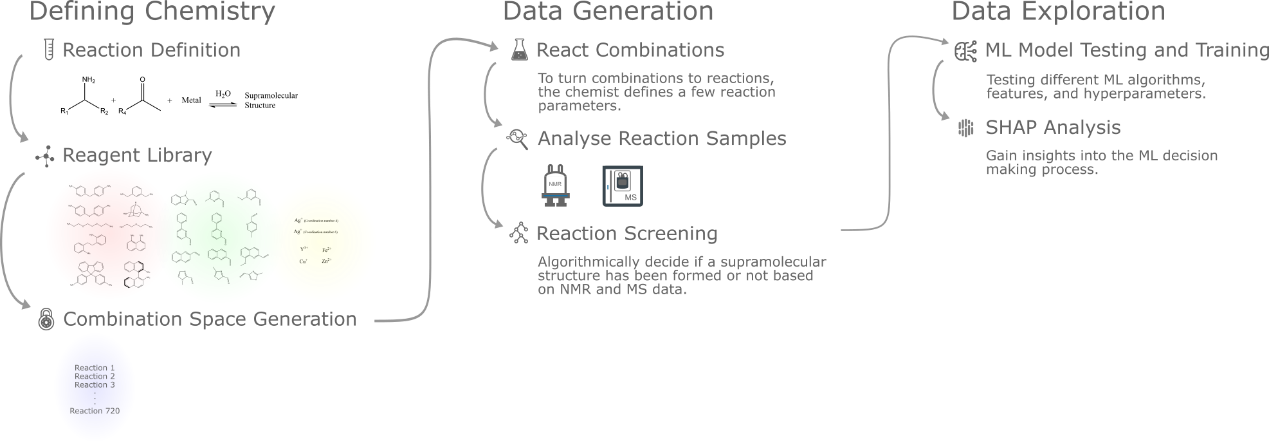 Defining Chemistry
Reaction Definition
NH₂
O
R₁
R₂
+
R₄
+
Metal
H₂O
Supramolecular
Structure
Reagent Library
Combination Space Generation
Reaction 1
Reaction 2
Reaction 3
.
.
.
Reaction 720
Data Generation
React Combinations
To turn combinations to reactions,
the chemist defines a few reaction
parameters.
Analyse Reaction Samples
NMR
MS
Reaction Screening
Algorithmically decide if a supramolecular
structure has been formed or not based
on NMR and MS data.
Data Exploration
ML Model Testing and Training
Testing different ML algorithms,
features, and hyperparameters.
SHAP Analysis
Gain insights into the ML decision
making process.